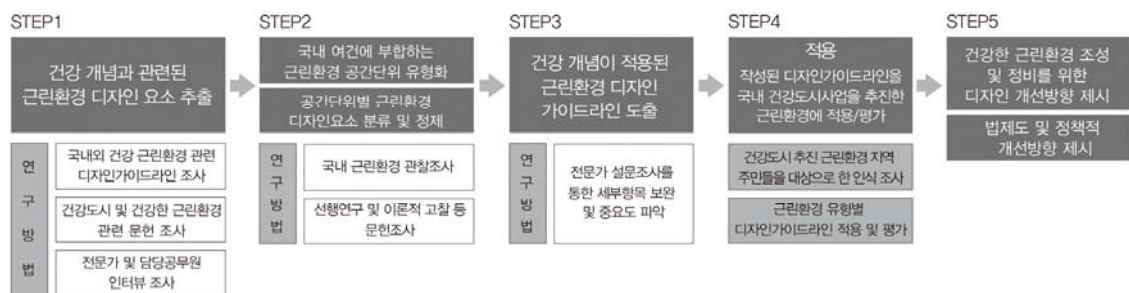 STEP1
건강 개념과 관련된
근린환경 디자인 요소 추출
연구방법
국내외 건강 근린환경 관련
디자인가이드라인 조사
건강도시 및 건강한 근린환경
관련 문헌 조사
전문가 및 담당공무원
인터뷰 조사
STEP2
국내 여건에 부합하는
근린환경 공간단위 유형화
공간단위별 근린환경
디자인요소 분류 및 정제
연구방법
국내 근린환경 관찰조사
선행연구 및 이론적 고찰 등
문헌조사
STEP3
건강 개념이 적용된
근린환경 디자인
가이드라인 도출
연구방법
전문가 설문조사를
통한 세부항목 보완
및 중요도 파악
STEP4
적용
작성된 디자인가이드라인을
국내 건강도시사업을 추진한
근린환경에 적용/평가
건강도시 추진 근린환경 지역
주민들을 대상으로 한 인식 조사
근린환경 유형별
디자인가이드라인 적용 및 평가
STEP5
건강한 근린환경 조성
및 정비를 위한
디자인 개선방향 제시
법제도 및 정책적
개선방향 제시